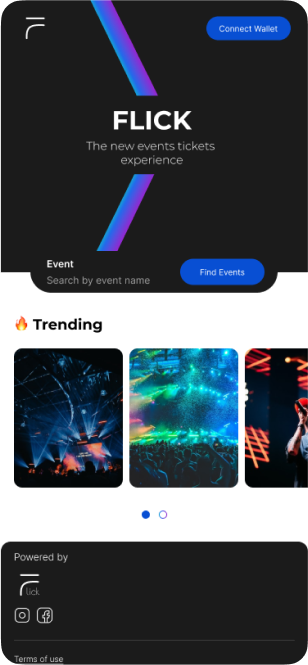 Connect Wallet
FLICK
The new events tickets
experience
Event
Search by event name
Find Events
🔥 Trending
Powered by
lick
Terms of use